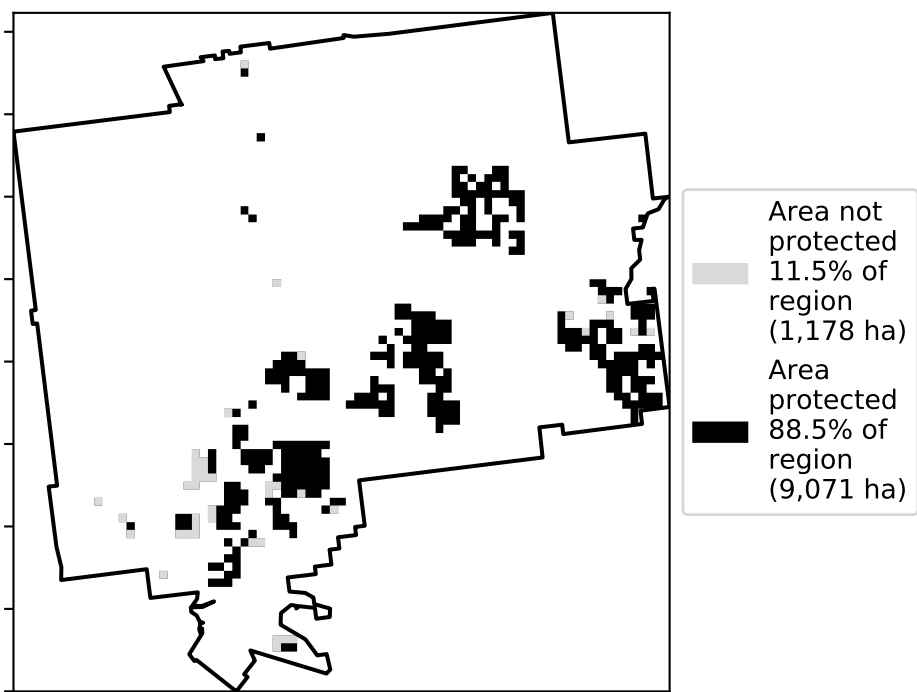 Area not
protected
11.5% of
region
(1,178 ha)
Area
protected
88.5% of
region
(9,071 ha)